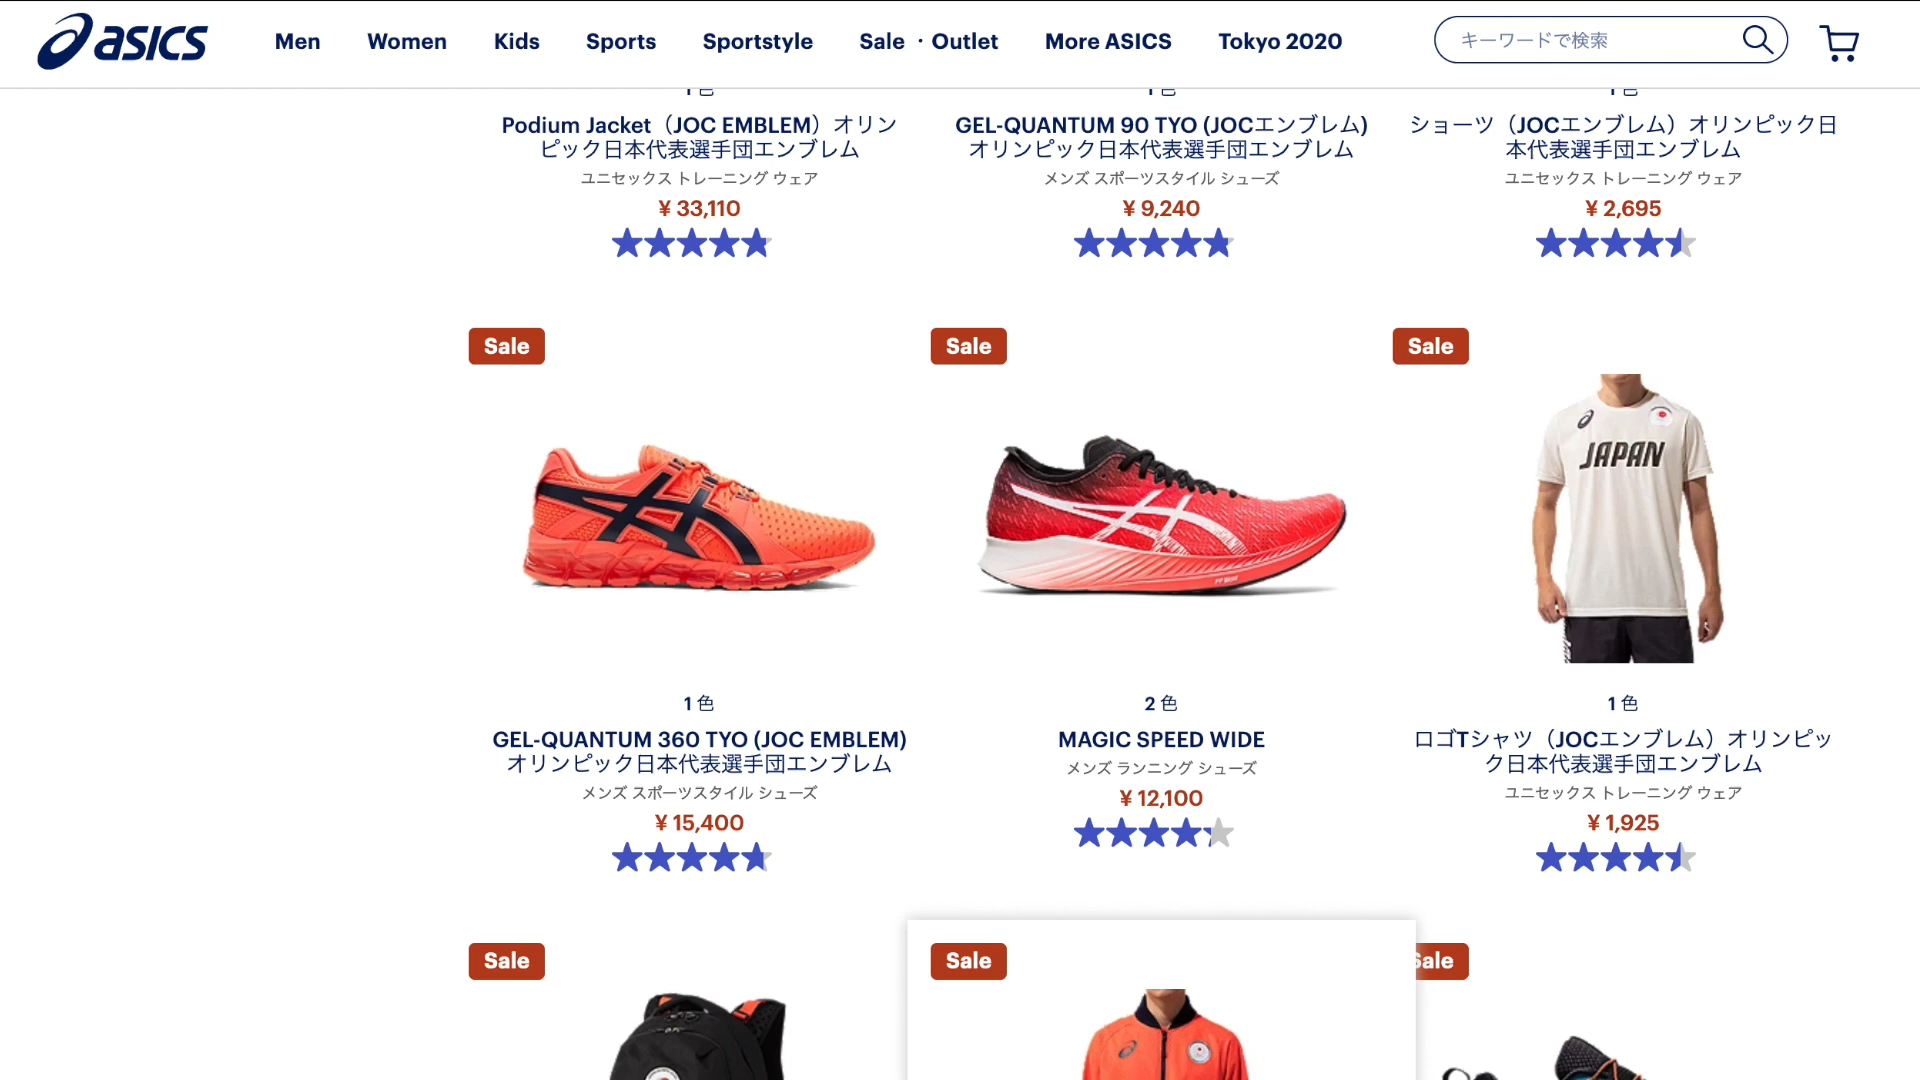 asics
Men
Women
Kids
Sports
Sportstyle
Sale ・Outlet
More ASICS
Tokyo 2020
キーワードで検索
1 色
1 色
1 色
Podium Jacket（JOC EMBLEM）オリン
ピック日本代表選手団エンブレム
ユニセックス トレーニング ウェア
¥ 33,110
GEL-QUANTUM 90 TYO (JOCエンブレム)
オリンピック日本代表選手団エンブレム
メンズ スポーツスタイル シューズ
¥ 9,240
ショーツ（JOCエンブレム）オリンピック日
本代表選手団エンブレム
ユニセックス トレーニング ウェア
¥ 2,695
Sale
Sale
Sale
JAPAN
1 色
GEL-QUANTUM 360 TYO (JOC EMBLEM)
オリンピック日本代表選手団エンブレム
メンズ スポーツスタイル シューズ
¥ 15,400
2 色
MAGIC SPEED WIDE
メンズ ランニング シューズ
¥ 12,100
1 色
ロゴTシャツ（JOCエンブレム）オリンピッ
ク日本代表選手団エンブレム
ユニセックス トレーニング ウェア
¥ 1,925
Sale
Sale
Sale